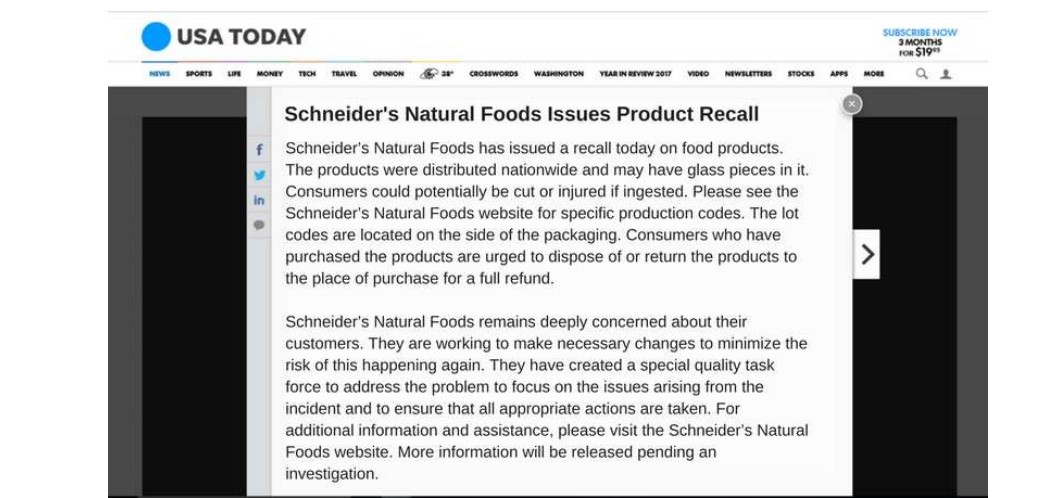 USA TODAY
SUBSCRIBE NOW
3 MONTHS
FOR $19⁹⁵
NEWS SPORTS LIFE MONEY TECH TRAVEL OPINION 38° CROSSWORDS WASHINGTON YEAR IN REVIEW 2017 VIDEO NEWSLETTERS STOCKS APPS MORE
Schneider's Natural Foods Issues Product Recall
Schneider's Natural Foods has issued a recall today on food products.
The products were distributed nationwide and may have glass pieces in it.
Consumers could potentially be cut or injured if ingested. Please see the
Schneider's Natural Foods website for specific production codes. The lot
codes are located on the side of the packaging. Consumers who have
purchased the products are urged to dispose of or return the products to
the place of purchase for a full refund.
Schneider's Natural Foods remains deeply concerned about their
customers. They are working to make necessary changes to minimize the
risk of this happening again. They have created a special quality task
force to address the problem to focus on the issues arising from the
incident and to ensure that all appropriate actions are taken. For
additional information and assistance, please visit the Schneider's Natural
Foods website. More information will be released pending an
investigation.